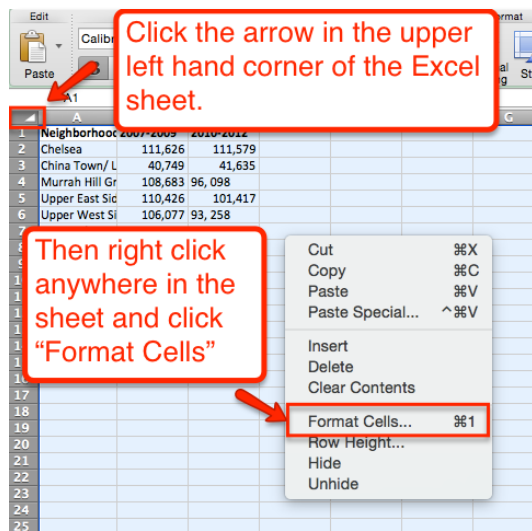 Edit
Click the arrow in the upper
left hand corner of the Excel
sheet.
Calibr
Paste
B
A1
A
G
1 Neighborhood 2007-2009 2010-2012
2 Chelsea 111,626 111,579
3 China Town/ L 40,749 41,635
4 Murrah Hill Gr 108,683 96, 098
5 Upper East Sid 110,426 101,417
6 Upper West Si 106,077 93, 258
7
8
Then right click
anywhere in the
sheet and click
“Format Cells”
Cut ⌘X
Copy ⌘C
Paste ⌘V
Paste Special... ^⌘V
Insert
Delete
Clear Contents
Format Cells... ⌘1
Row Height...
Hide
Unhide
17
18
19
20
21
22
23
24
25